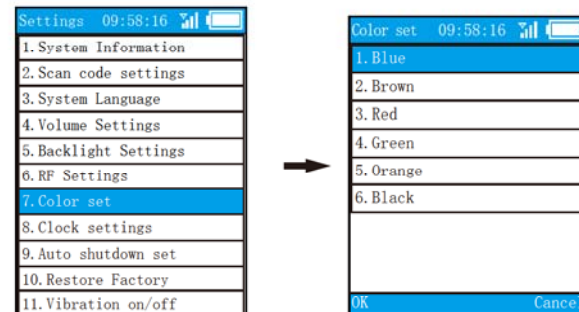 Settings 09:58:16
1. System Information
2. Scan code settings
3. System Language
4. Volume Settings
5. Backlight Settings
6. RF Settings
7. Color set
8. Clock settings
9. Auto shutdown set
10. Restore Factory
11. Vibration on/off
Color set 09:58:16
1. Blue
2. Brown
3. Red
4. Green
5. Orange
6. Black
OK Cance